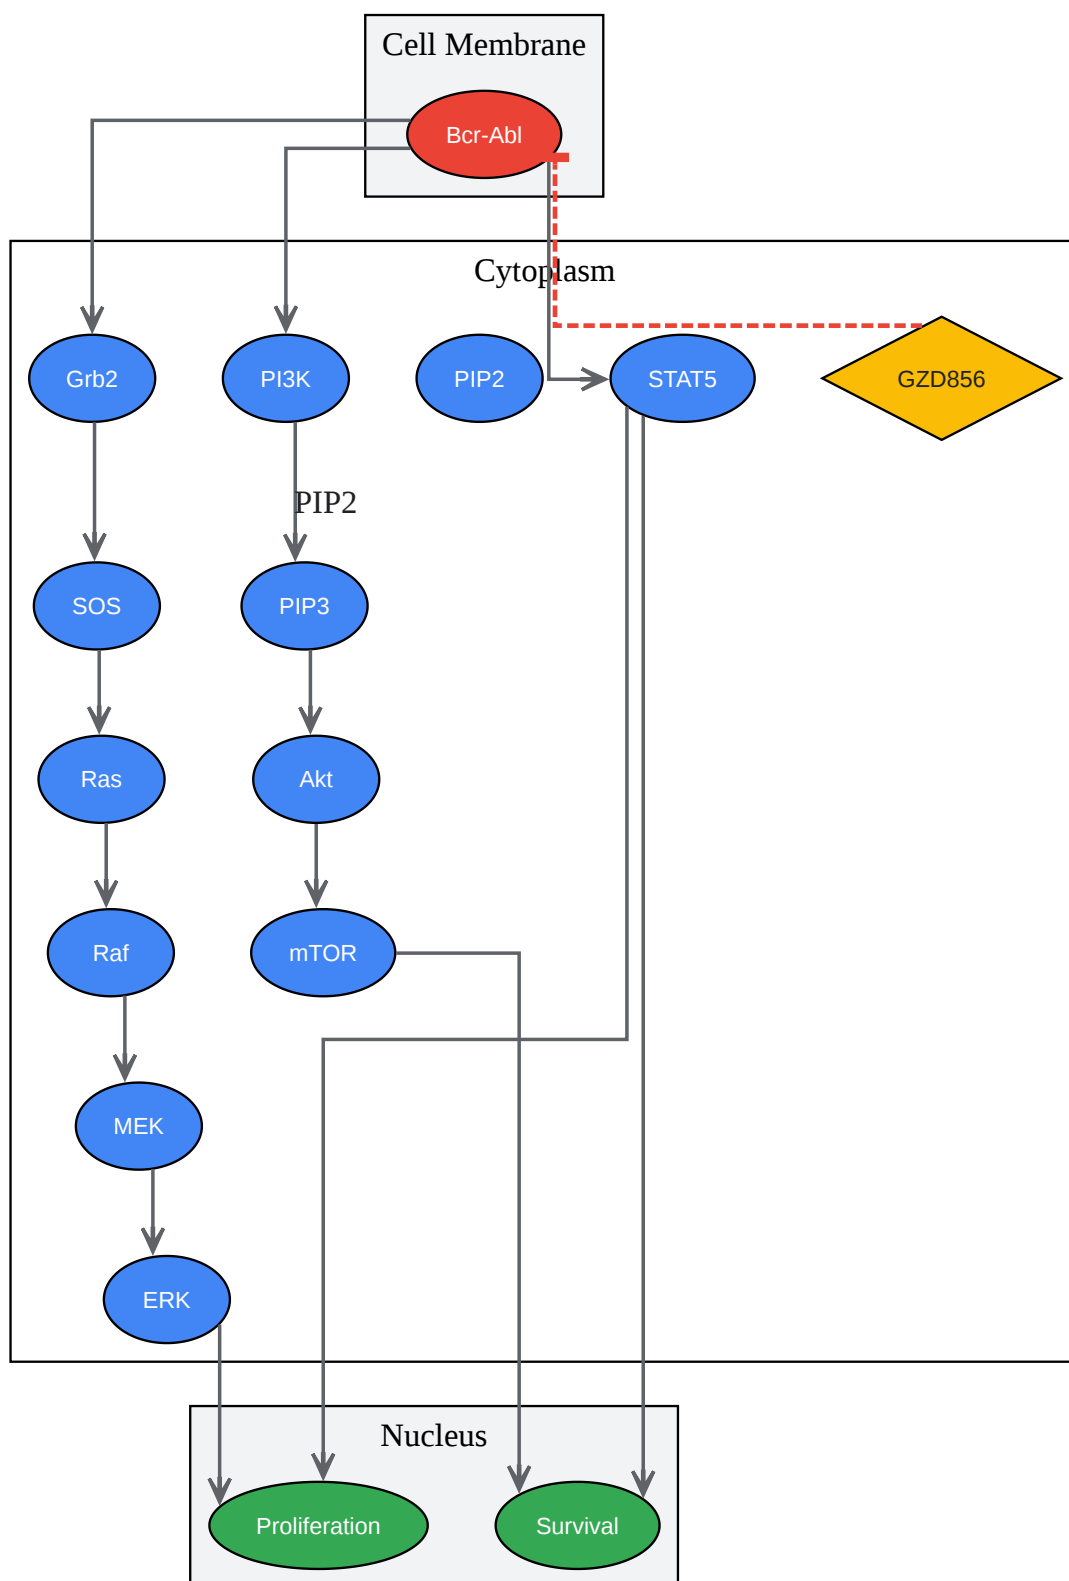 Cell Membrane
Bcr-Abl
Cytoplasm
Grb2
PI3K
PIP2
STAT5
GZD856
PIP2
SOS
PIP3
Ras
Akt
Raf
mTOR
MEK
ERK
Nucleus
Proliferation
Survival